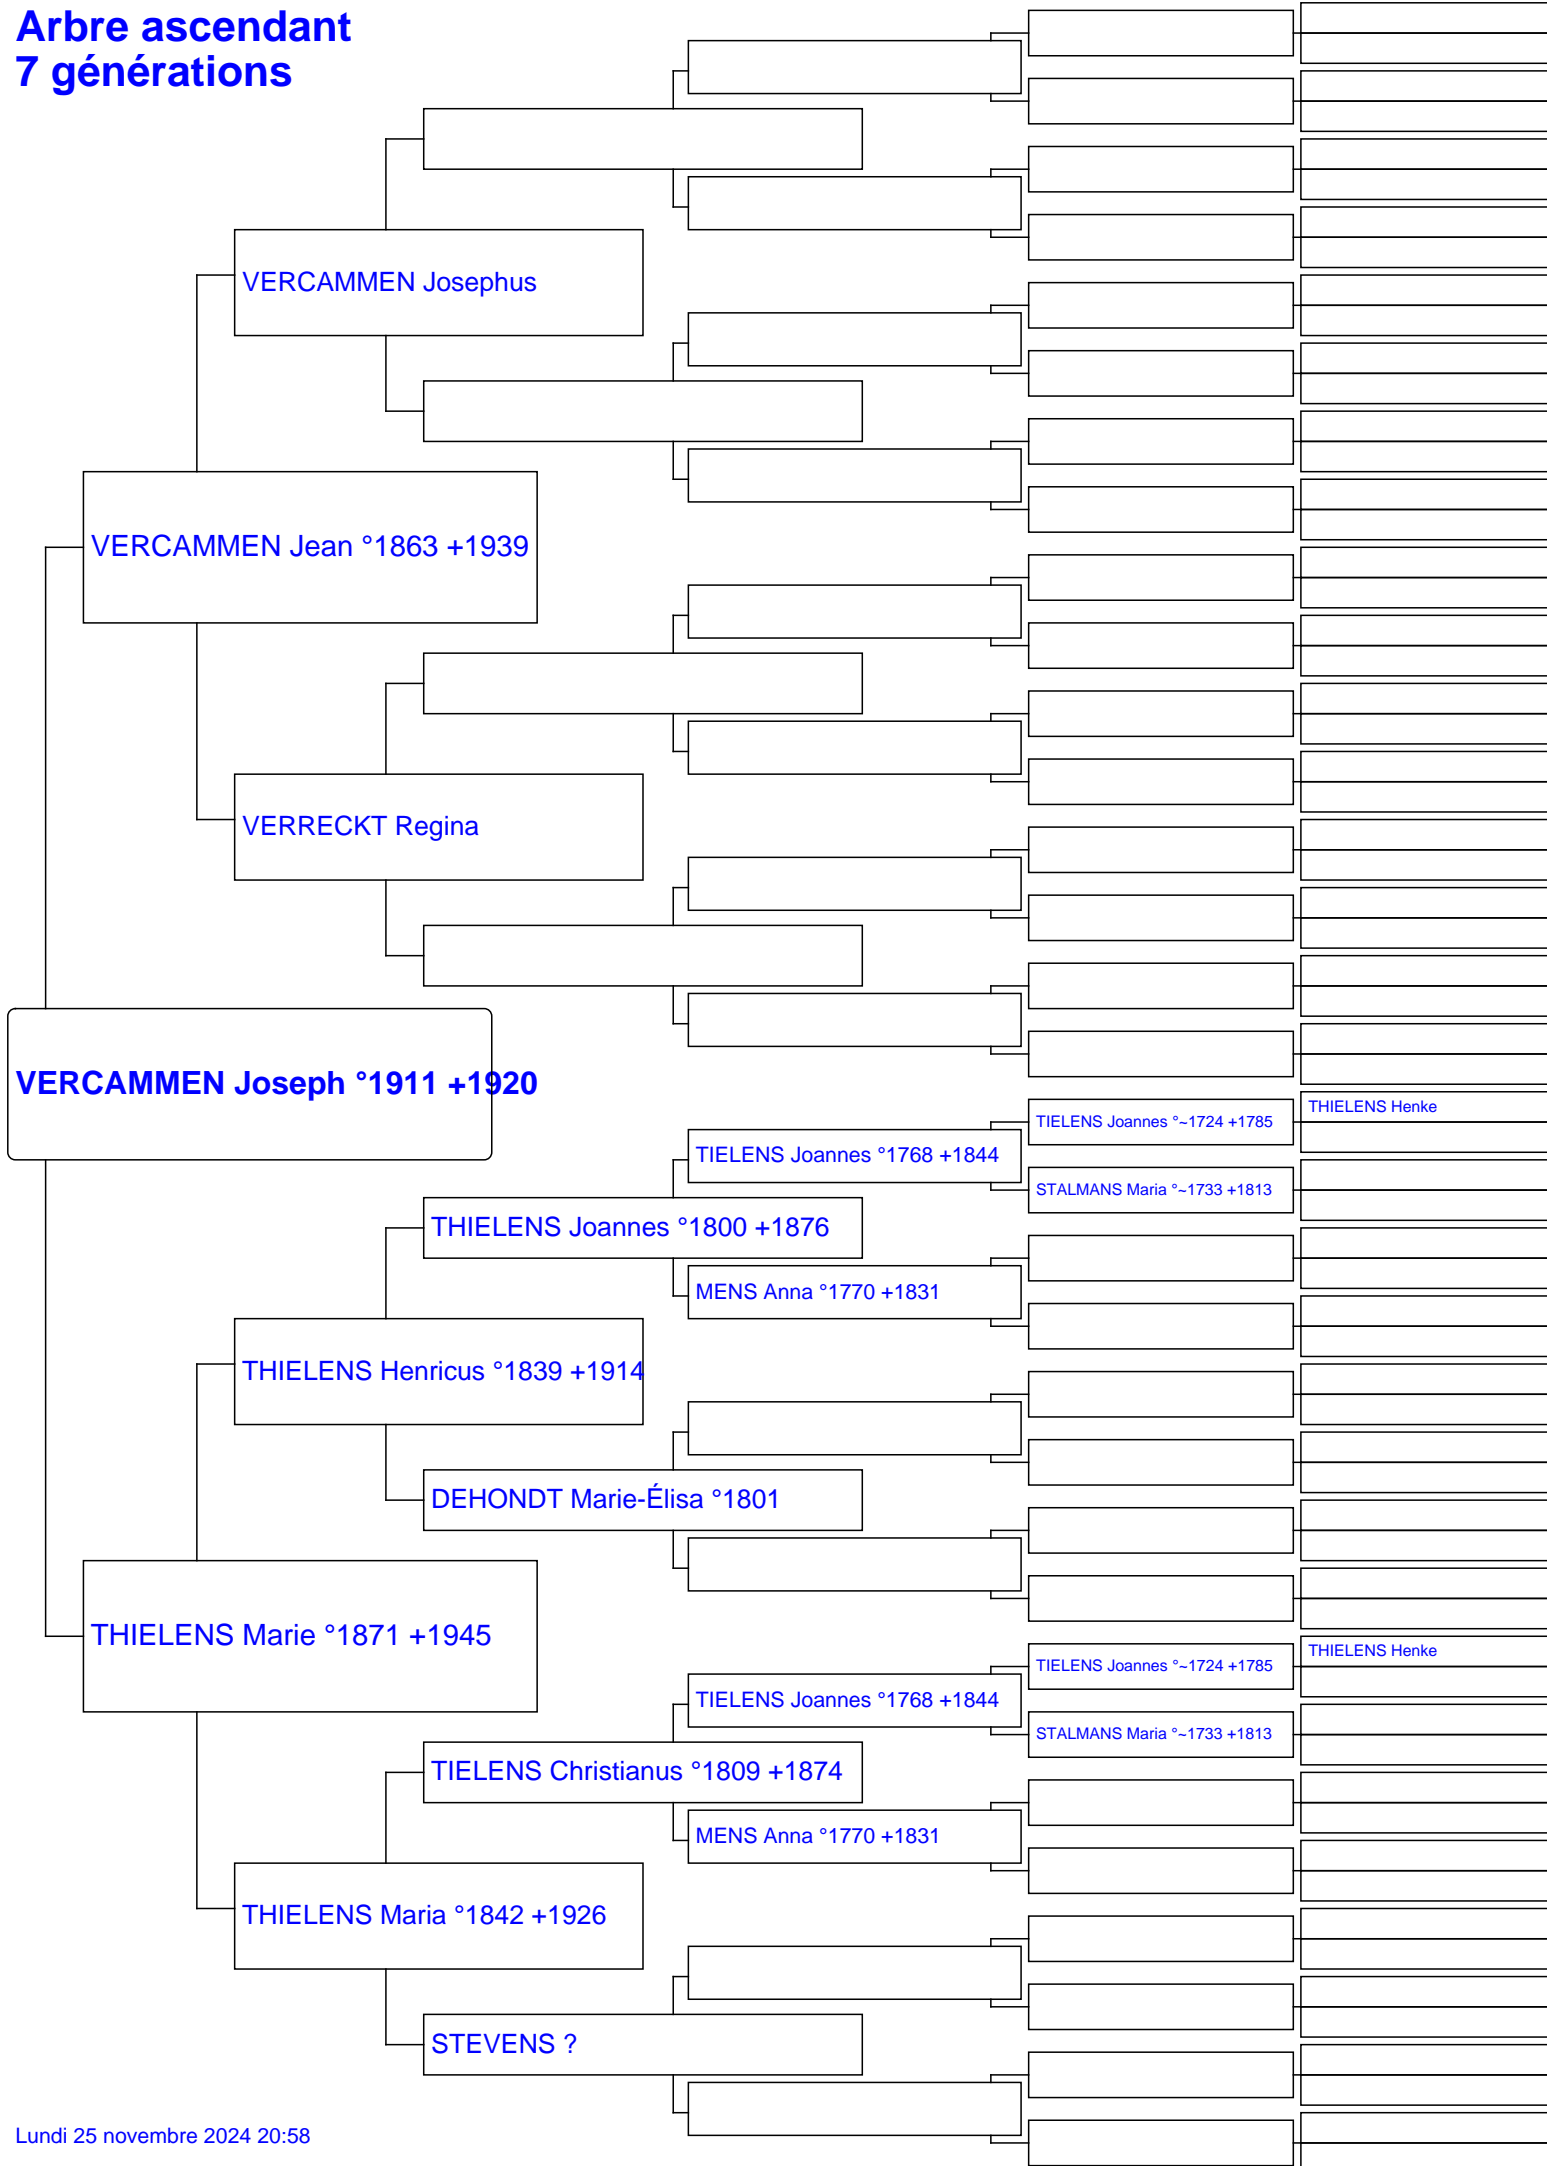 Arbre ascendant
7 générations
VERCAMMEN Josephus
VERCAMMEN Jean °1863 +1939
VERRECKT Regina
VERCAMMEN Joseph °1911 +1920
TIELENS Joannes °~1724 +1785
THIELENS Henke
TIELENS Joannes °1768 +1844
STALMANS Maria °~1733 +1813
THIELENS Joannes °1800 +1876
MENS Anna °1770 +1831
THIELENS Henricus °1839 +1914
DEHONDT Marie-Élisa °1801
THIELENS Marie °1871 +1945
TIELENS Joannes °~1724 +1785
THIELENS Henke
TIELENS Joannes °1768 +1844
STALMANS Maria °~1733 +1813
TIELENS Christianus °1809 +1874
MENS Anna °1770 +1831
THIELENS Maria °1842 +1926
STEVENS ?
Lundi 25 novembre 2024 20:58